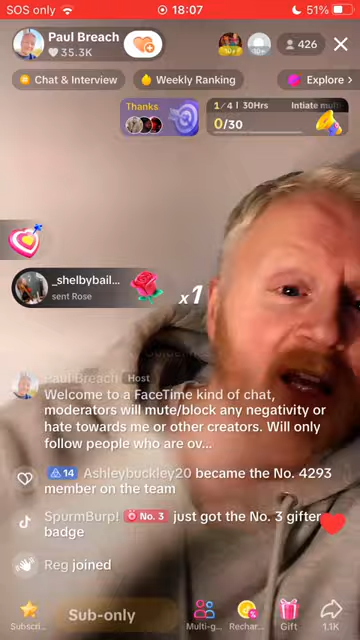 SOS only
18:07
51%
Paul Breach
35.3K
10+
10+
426
Chat & Interview
Weekly Ranking
Explore
Thanks
1/4 | 30Hrs Intiate mult
0/30
_shelbybail...
sent Rose
x1
Paul Breach Host
Welcome to a FaceTime kind of chat,
moderators will mute/block any negativity or
hate towards me or other creators. Will only
follow people who are ov...
14 Ashleybuckley20 became the No. 4293
member on the team
SpurmBurp! No. 3 just got the No. 3 gifter
badge
Reg joined
Sub-only
Subscri...
Multi-g...
Rechar...
Gift
1.1K